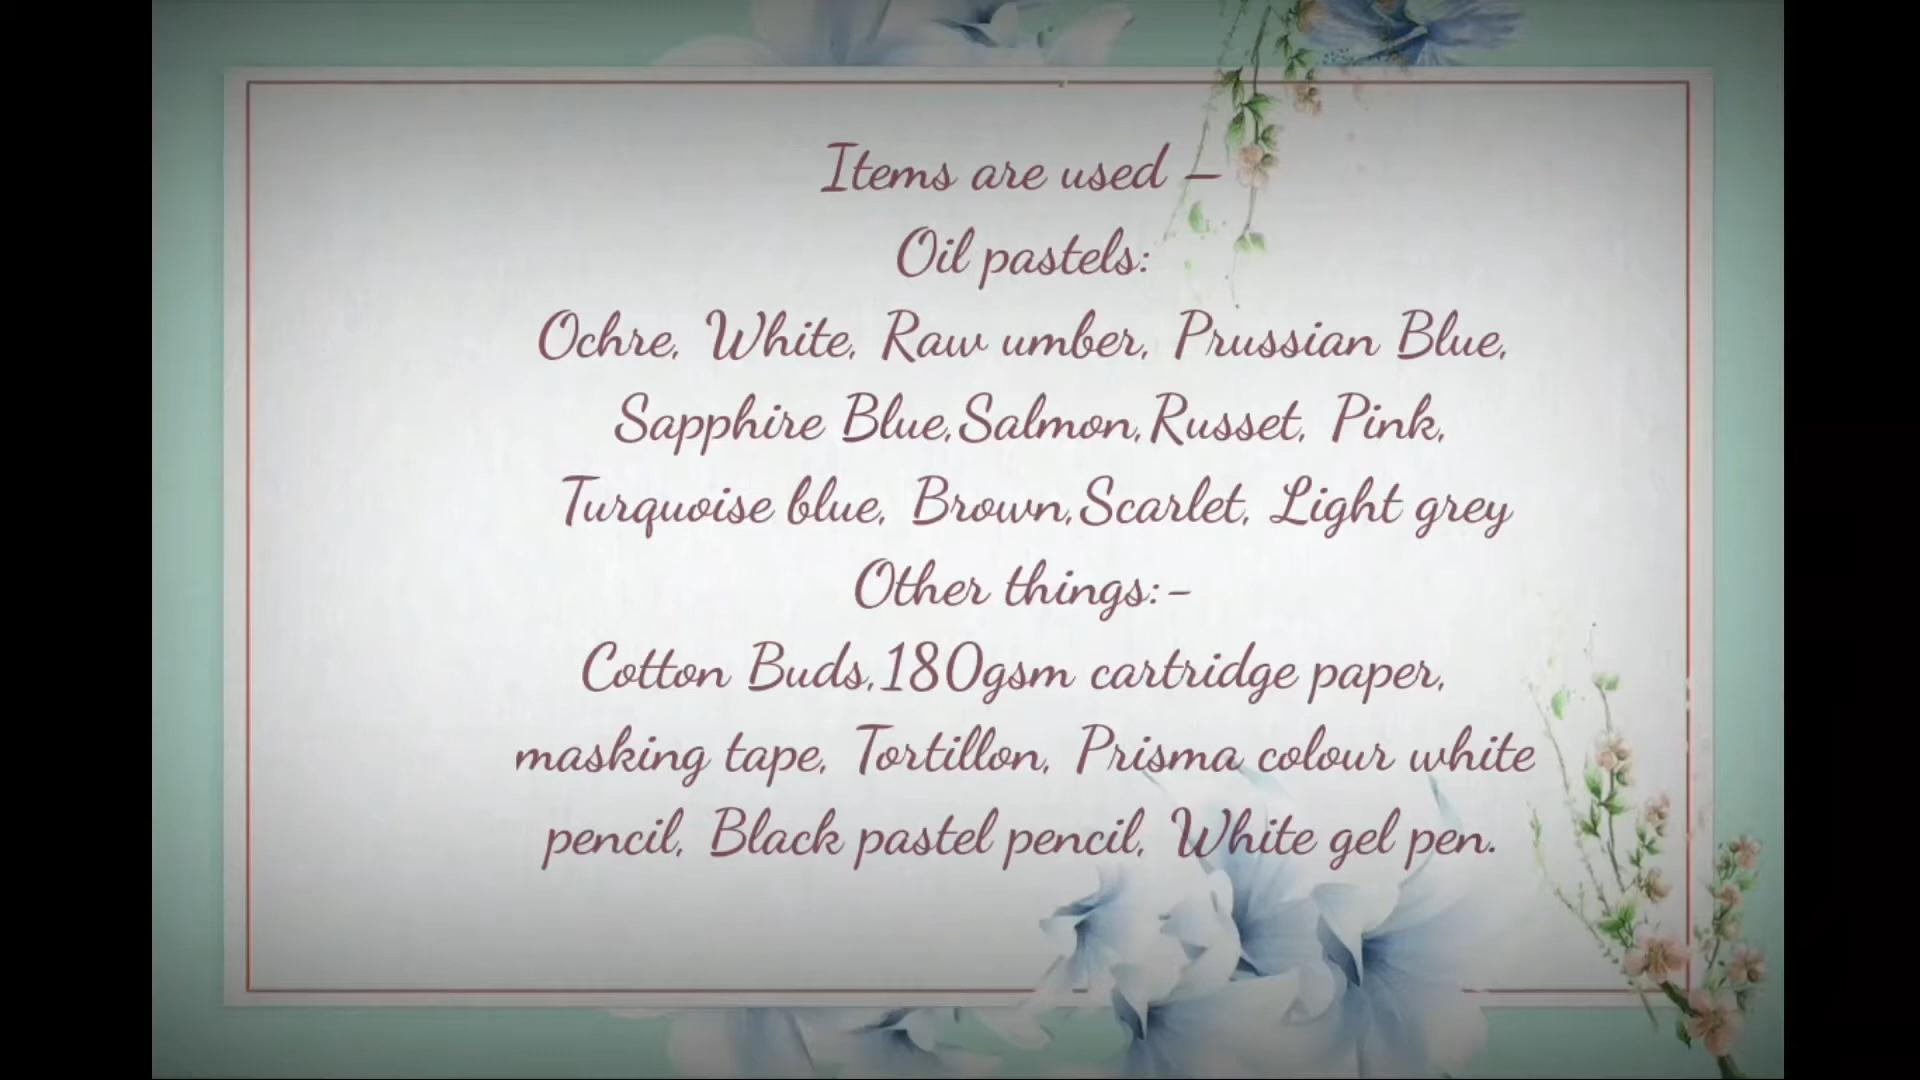 Items are used –
Oil pastels:
Ochre, White, Raw umber, Prussian Blue,
Sapphire Blue,Salmon,Russet, Pink,
Turquoise blue, Brown,Scarlet, Light grey
Other things:-
Cotton Buds,180gsm cartridge paper,
masking tape, Tortillon, Prisma colour white
pencil, Black pastel pencil, White gel pen.